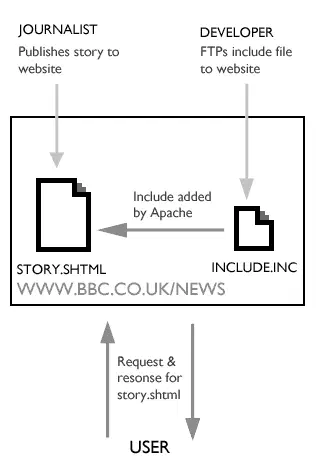 JOURNALIST
Publishes story to
website
DEVELOPER
FTPs include file
to website
Include added
by Apache
STORY.SHTML
INCLUDE.INC
WWW.BBC.CO.UK/NEWS
Request &
resonse for
story.shtml
USER